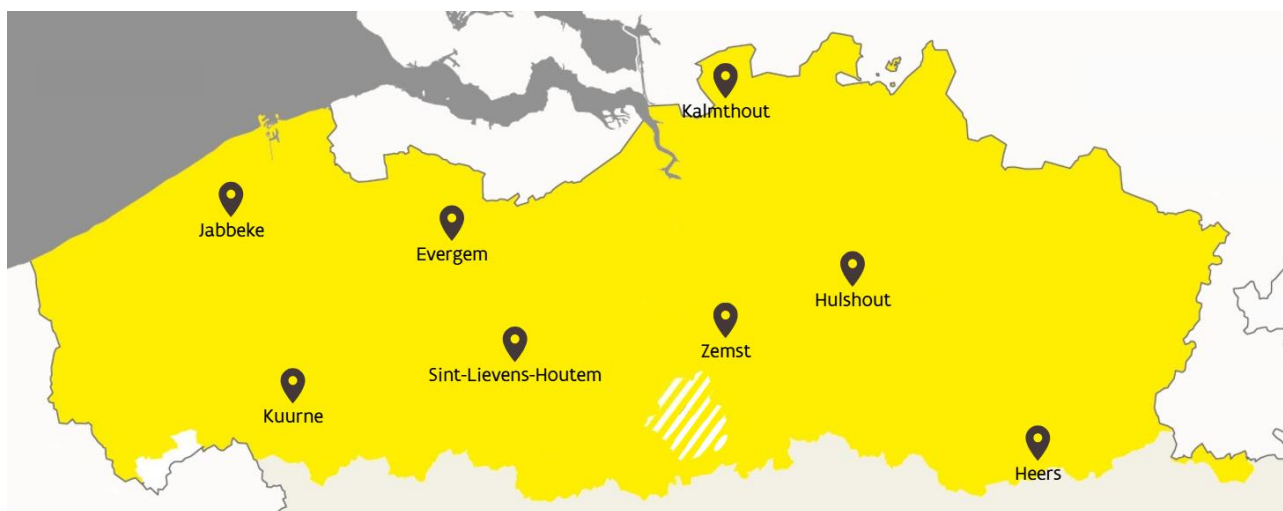 Kalmthout
Jabbeke
Evergem
Hulshout
Zemst
Sint-Lievens-Houtem
Kuurne
Heers